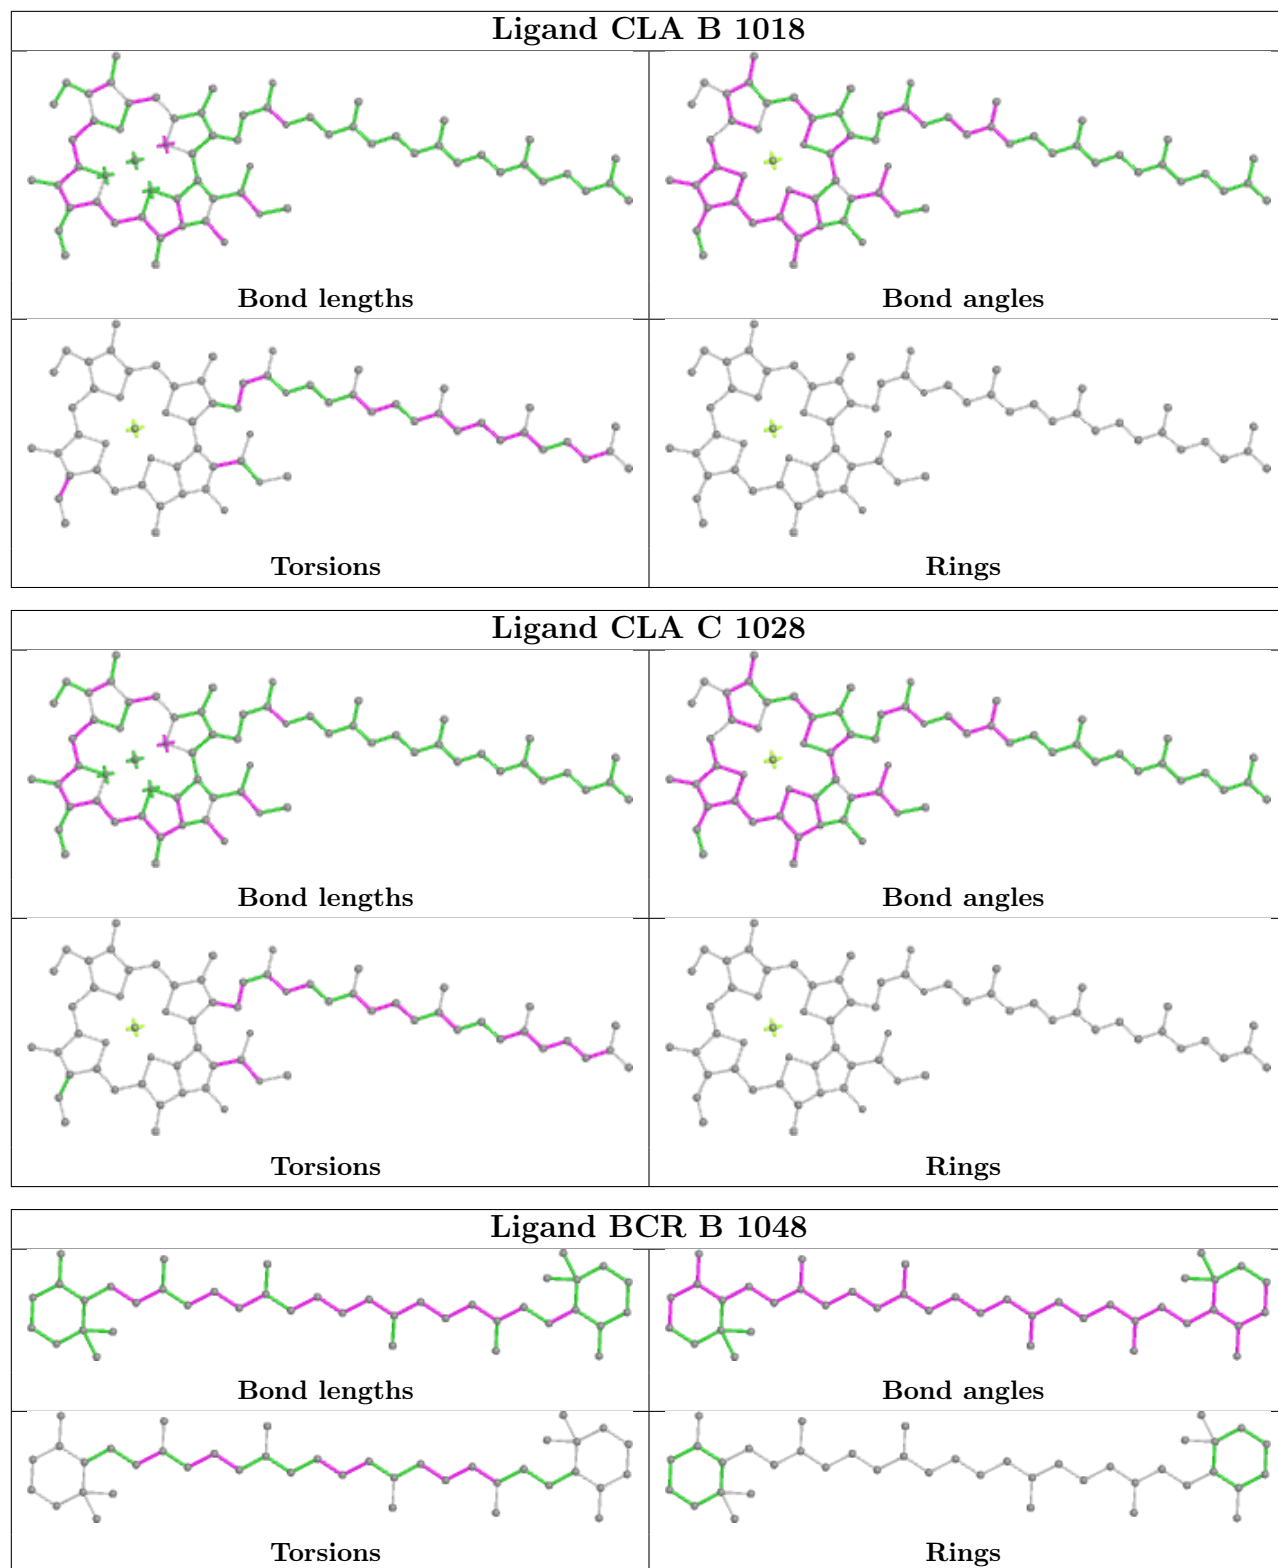 Ligand CLA B 1018
Bond lengths
Bond angles
Torsions
Rings
Ligand CLA C 1028
Bond lengths
Bond angles
Torsions
Rings
Ligand BCR B 1048
Bond lengths
Bond angles
Torsions
Rings